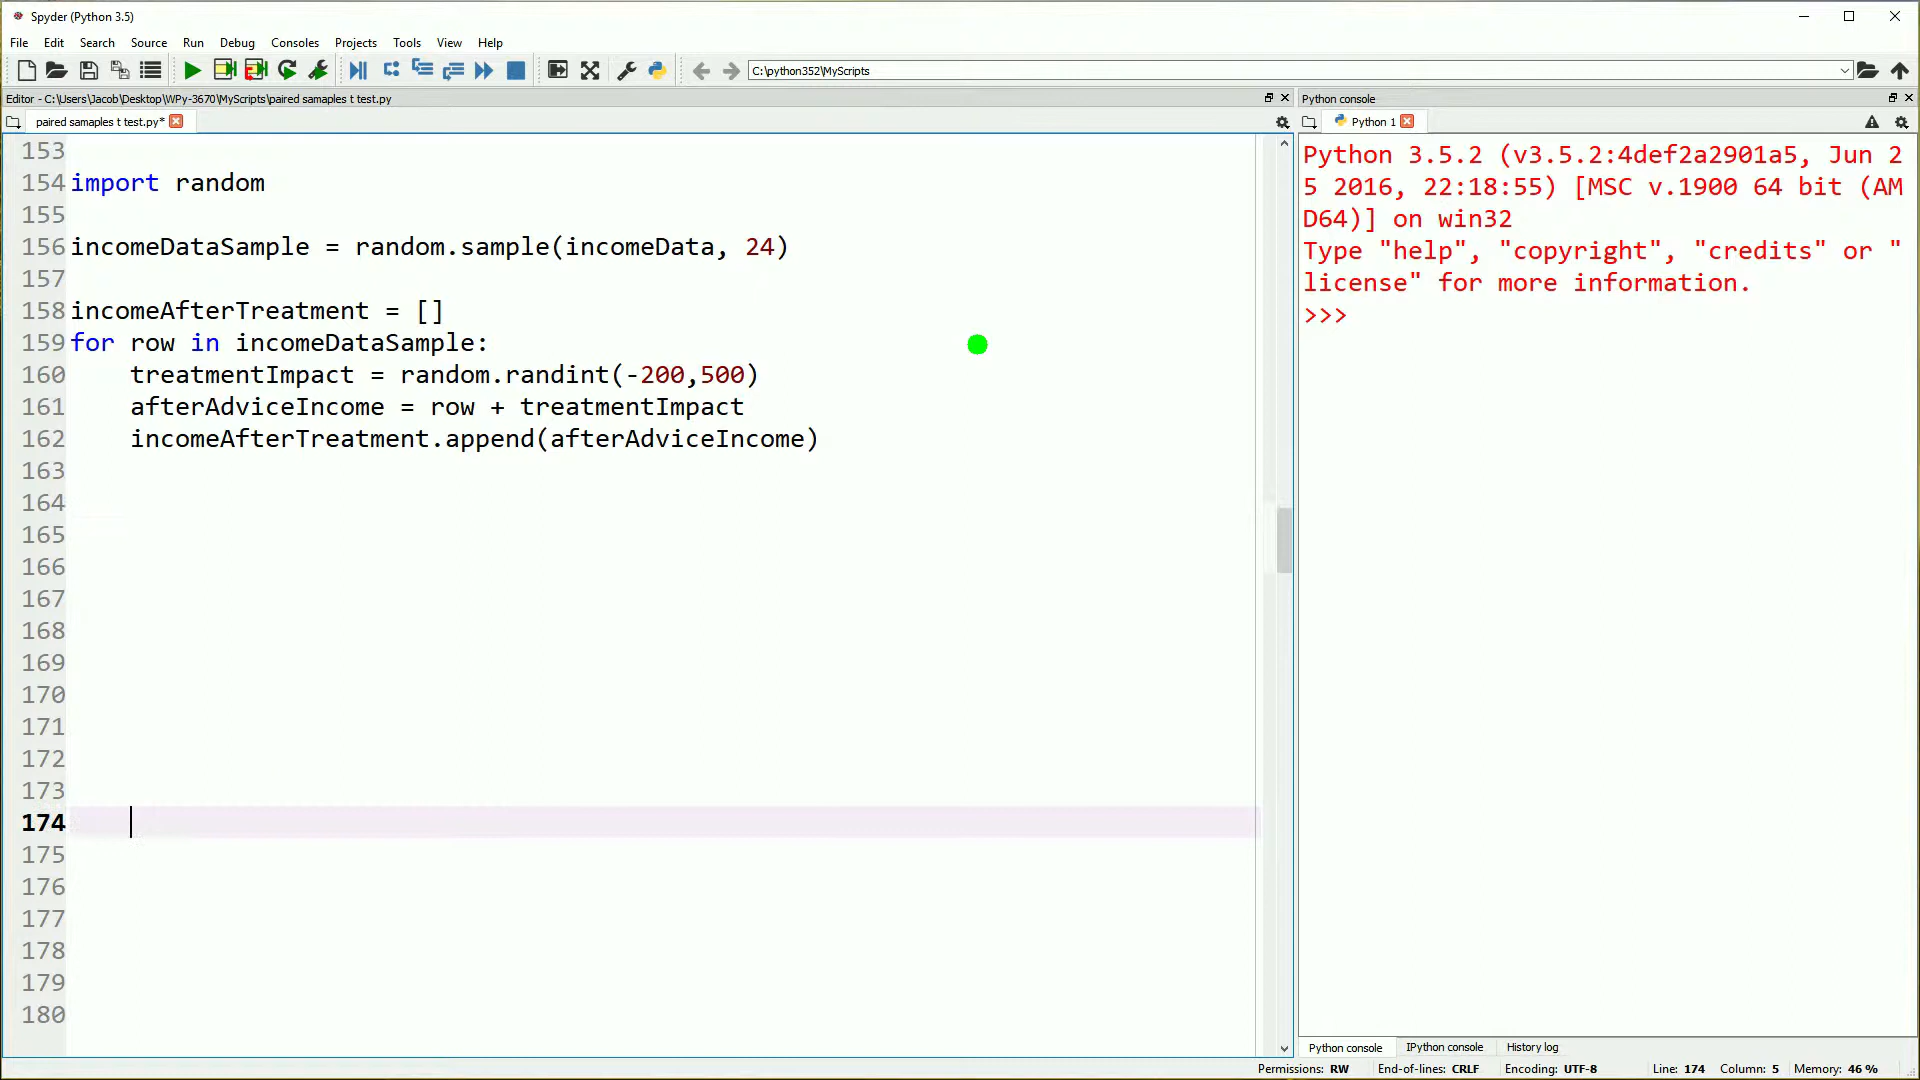 Spyder (Python 3.5)
File Edit Search Source Run Debug Consoles Projects Tools View Help
C:\python352\MyScripts
Editor - C:\Users\Jacob\Desktop\WPy-3670\MyScripts\paired samaples t test.py
Python console
paired samaples t test.py*
Python 1
153
154 import random
155
156 incomeDataSample = random.sample(incomeData, 24)
157
158 incomeAfterTreatment = []
159 for row in incomeDataSample:
160 treatmentImpact = random.randint(-200,500)
161 afterAdviceIncome = row + treatmentImpact
162 incomeAfterTreatment.append(afterAdviceIncome)
163
164
165
166
167
168
169
170
171
172
173
174
175
176
177
178
179
180
Python 3.5.2 (v3.5.2:4def2a2901a5, Jun 2
5 2016, 22:18:55) [MSC v.1900 64 bit (AM
D64)] on win32
Type "help", "copyright", "credits" or "
license" for more information.
>>>
Python console IPython console History log
Permissions: RW End-of-lines: CRLF Encoding: UTF-8 Line: 174 Column: 5 Memory: 46 %